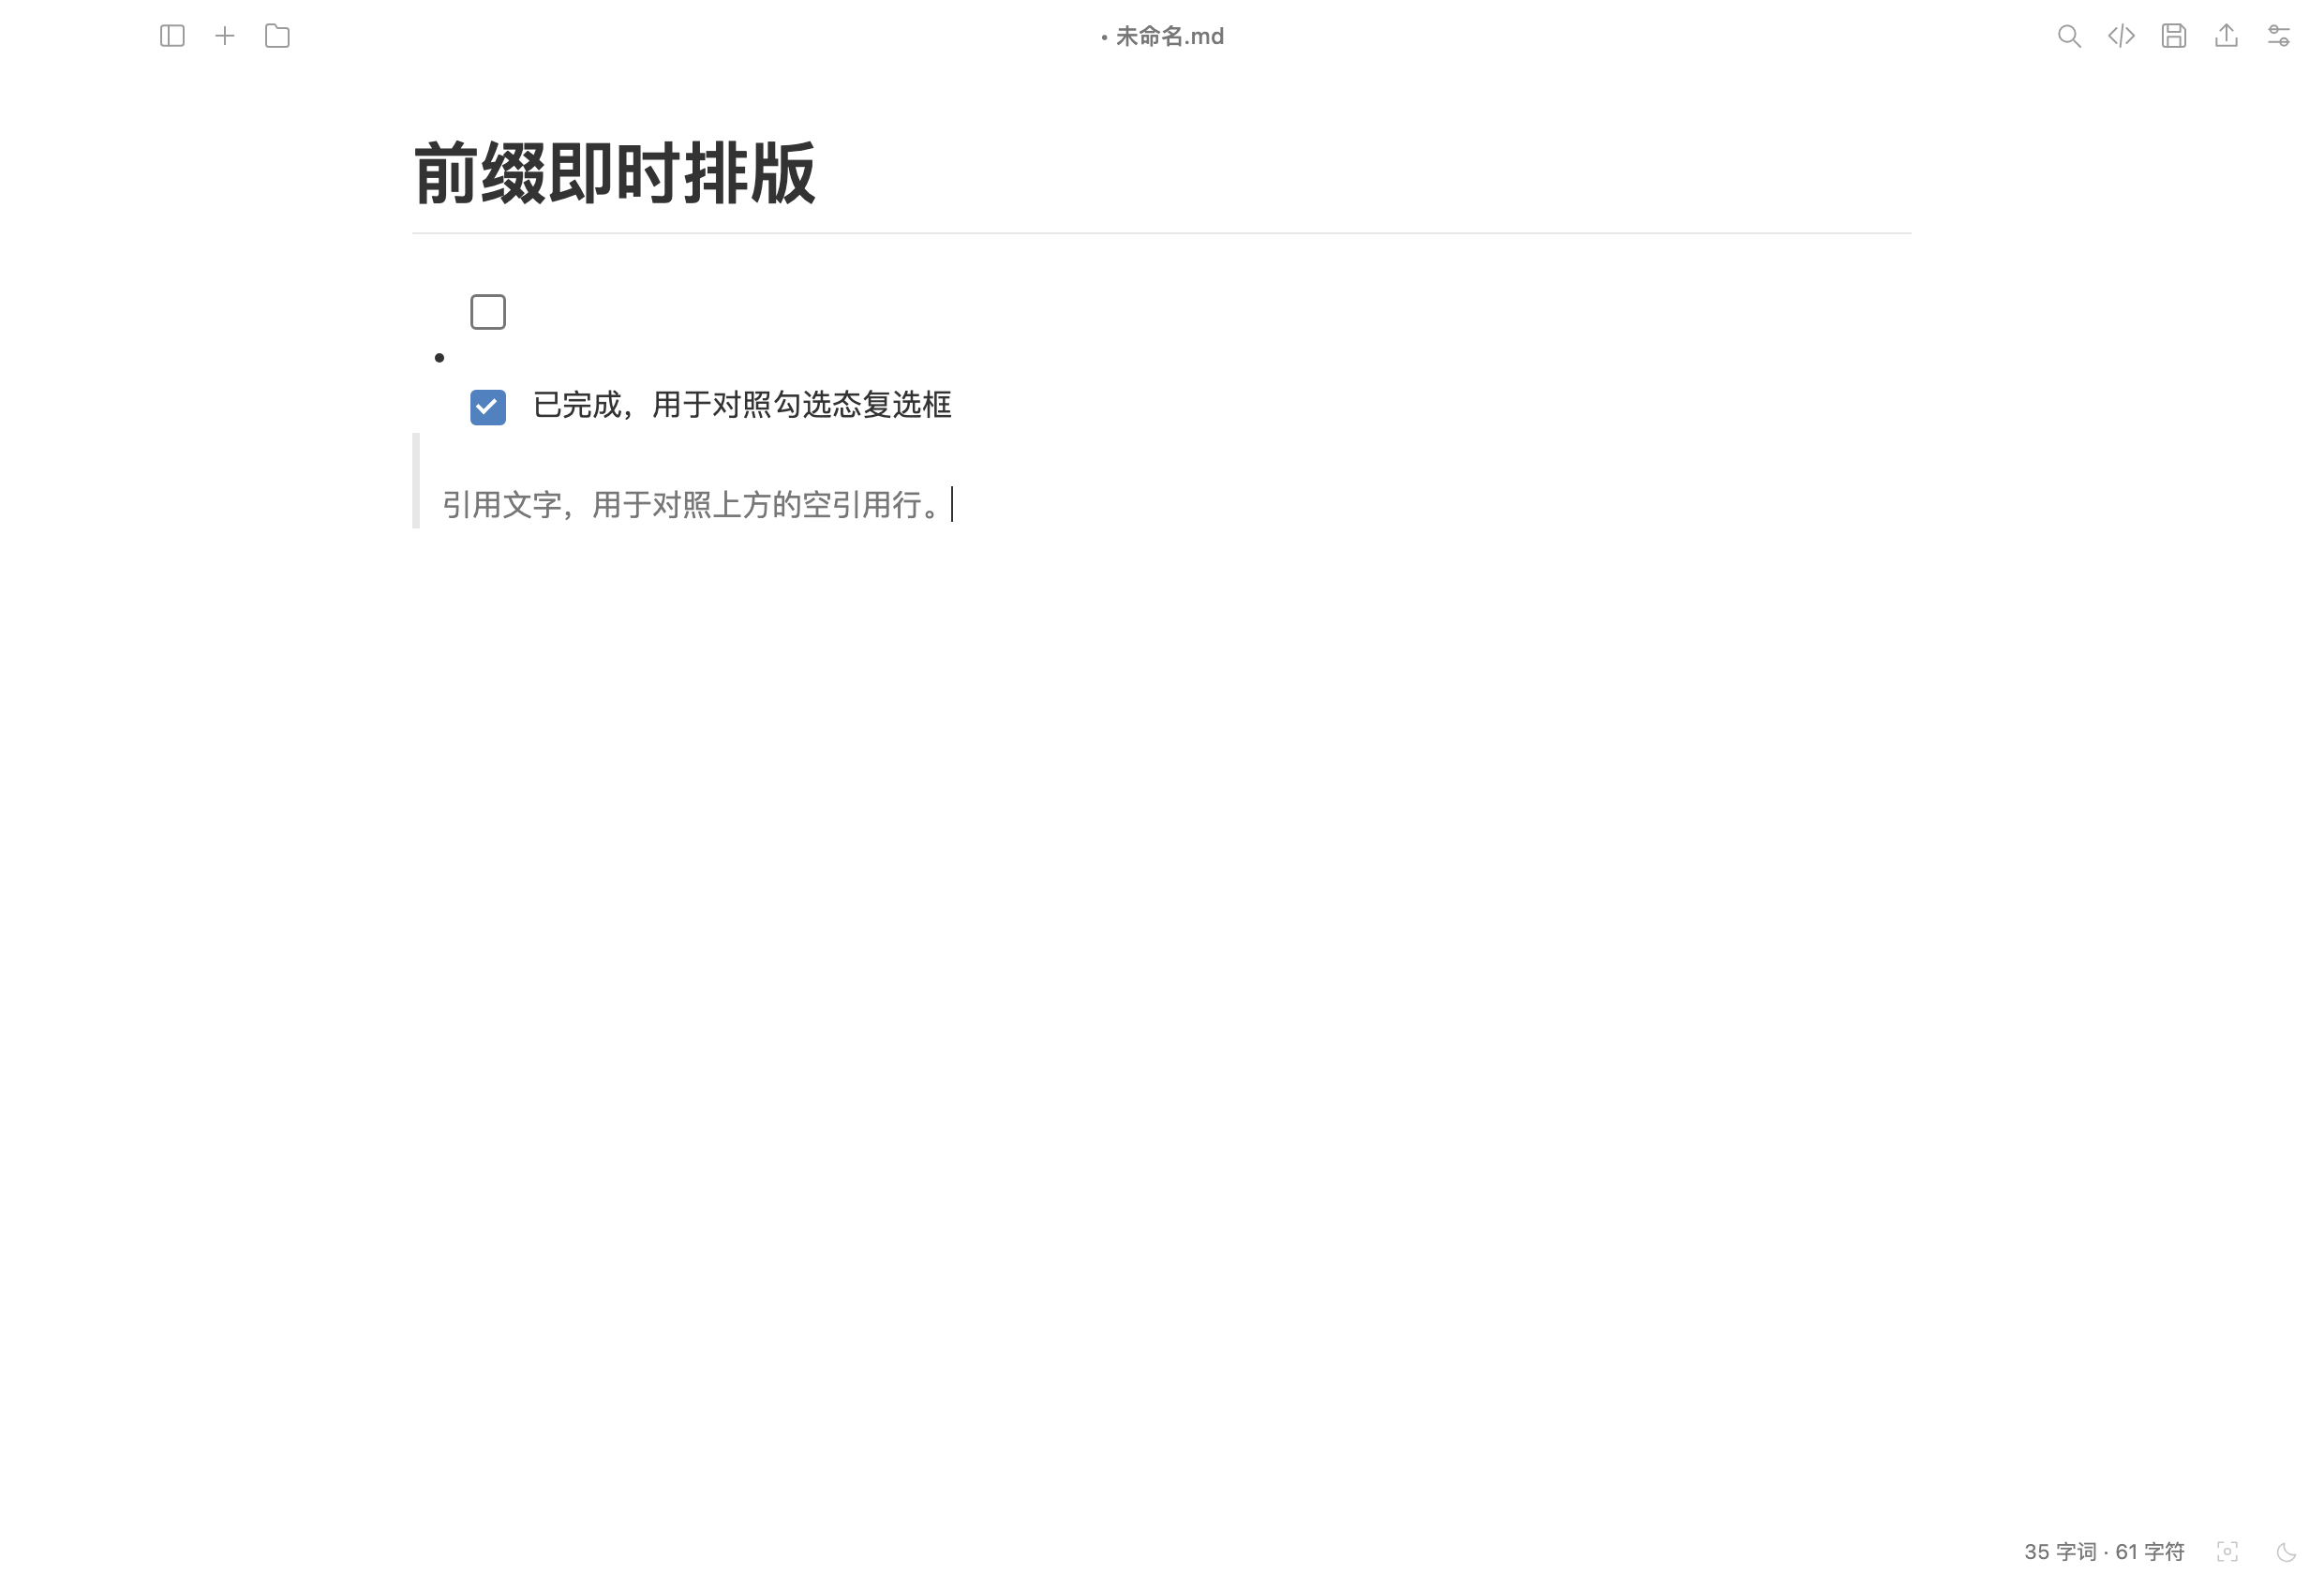 • 未命名.md
前缀即时排版
•
已完成，用于对照勾选态复选框
引用文字，用于对照上方的空引用行。
35 字词 · 61 字符